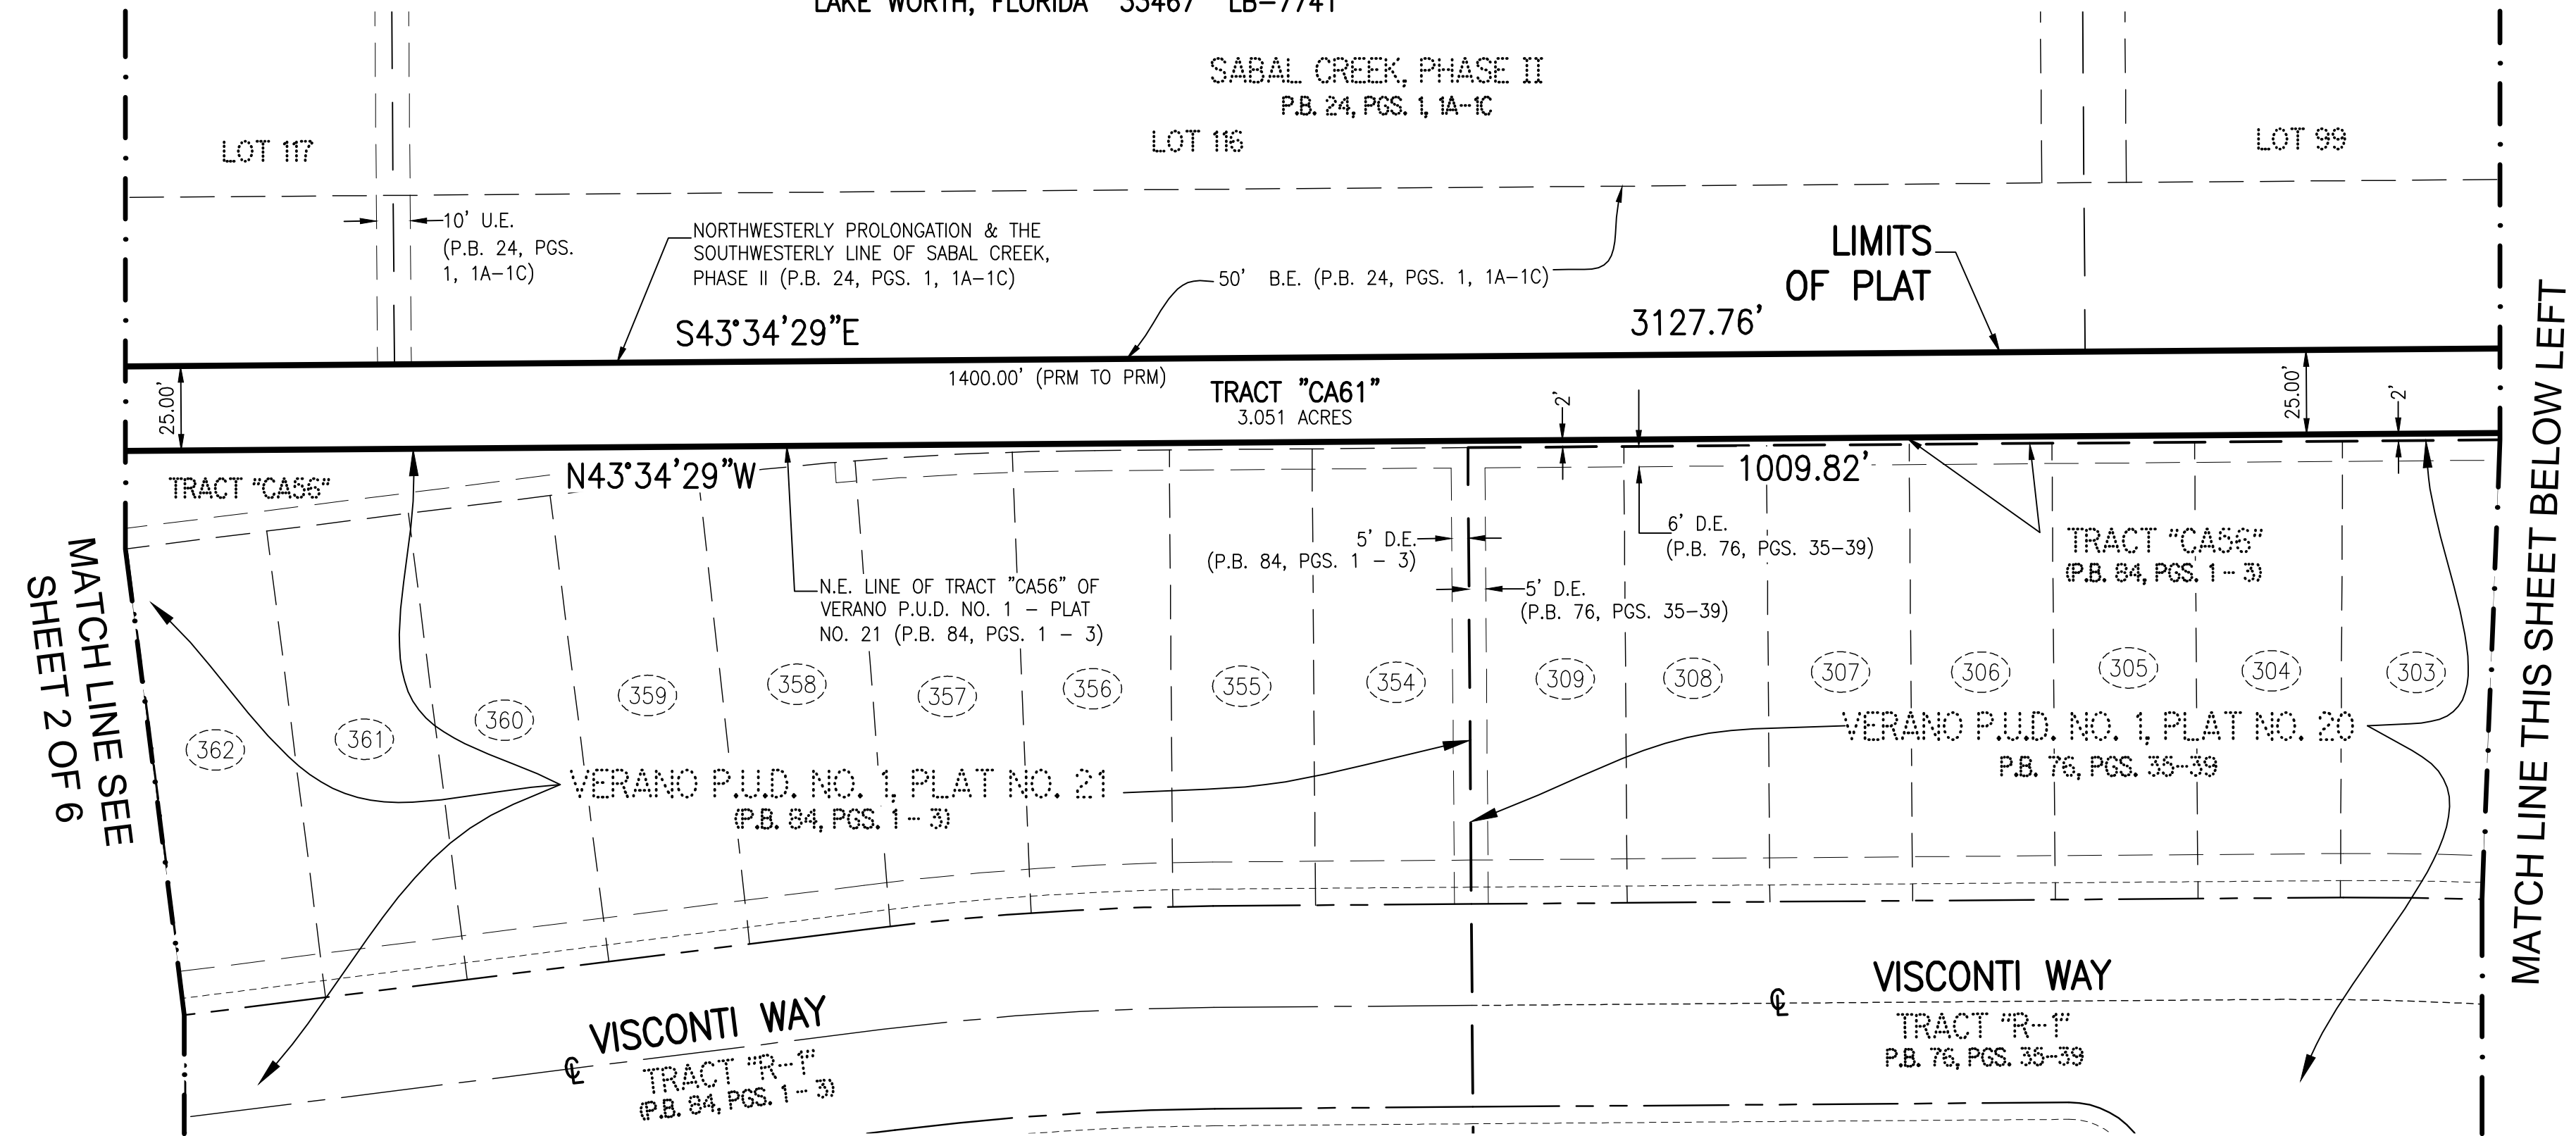 LAKE WORTH, FLORIDA 33467 LB-7741
SABAL CREEK, PHASE II
P.B. 24, PGS. 1, 1A-1C
LOT 117
LOT 116
LOT 99
10' U.E.
(P.B. 24, PGS.
1, 1A-1C)
NORTHWESTERLY PROLONGATION & THE
SOUTHWESTERLY LINE OF SABAL CREEK,
PHASE II (P.B. 24, PGS. 1, 1A-1C)
50' B.E. (P.B. 24, PGS. 1, 1A-1C)
LIMITS
OF PLAT
S43°34'29"E
3127.76'
25.00'
1400.00' (PRM TO PRM)
TRACT "CA61"
3.051 ACRES
2'
25.00'
2'
TRACT "CA56"
N43°34'29"W
1009.82'
5' D.E.
(P.B. 84, PGS. 1 - 3)
6' D.E.
(P.B. 76, PGS. 35-39)
TRACT "CA56"
(P.B. 84, PGS. 1 - 3)
N.E. LINE OF TRACT "CA56" OF
VERANO P.U.D. NO. 1 - PLAT
NO. 21 (P.B. 84, PGS. 1 - 3)
5' D.E.
(P.B. 76, PGS. 35-39)
MATCH LINE SEE
SHEET 2 OF 6
362
361
360
359
358
357
356
355
354
309
308
307
306
305
304
303
MATCH LINE THIS SHEET BELOW LEFT
VERANO P.U.D. NO. 1, PLAT NO. 21
(P.B. 84, PGS. 1 - 3)
VERANO P.U.D. NO. 1, PLAT NO. 20
P.B. 76, PGS. 35-39
VISCONTI WAY
℄
TRACT "R-1"
(P.B. 84, PGS. 1 - 3)
VISCONTI WAY
℄
TRACT "R-1"
P.B. 76, PGS. 35-39